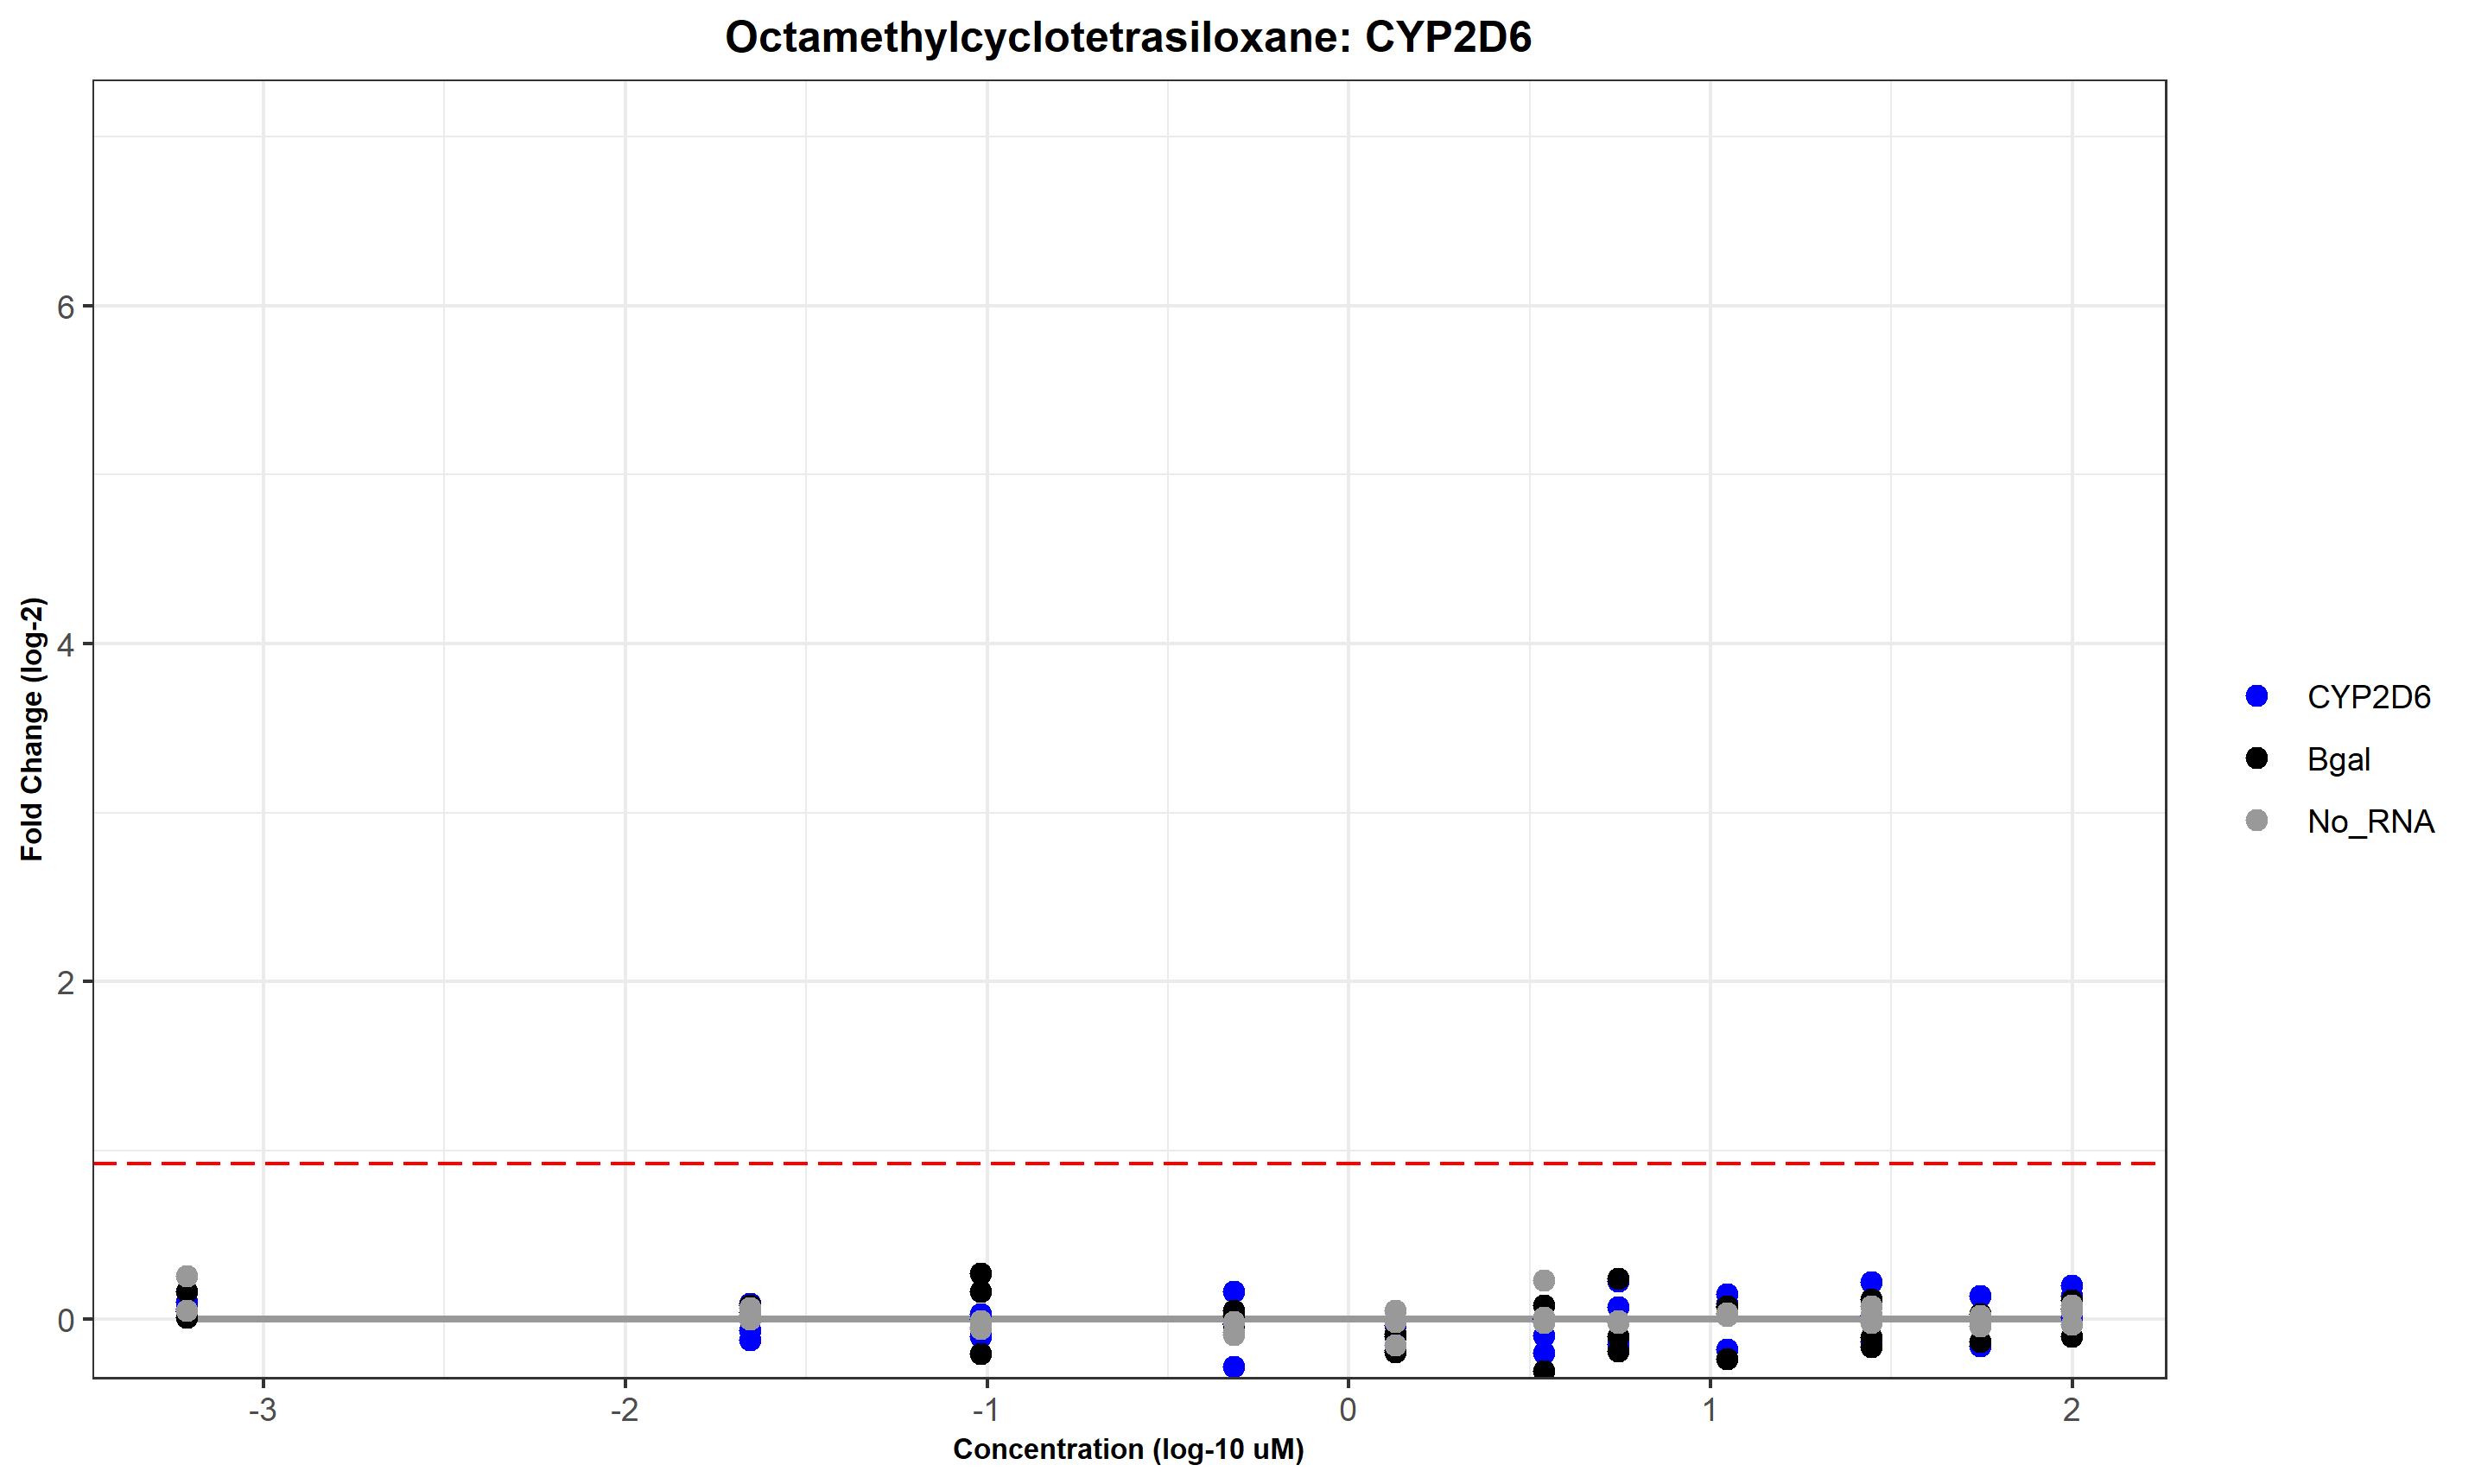 Octamethylcyclotetrasiloxane: CYP2D6
Fold Change (log-2)
6
4
2
0
-3
-2
-1
0
1
2
Concentration (log-10 uM)
CYP2D6
Bgal
No_RNA